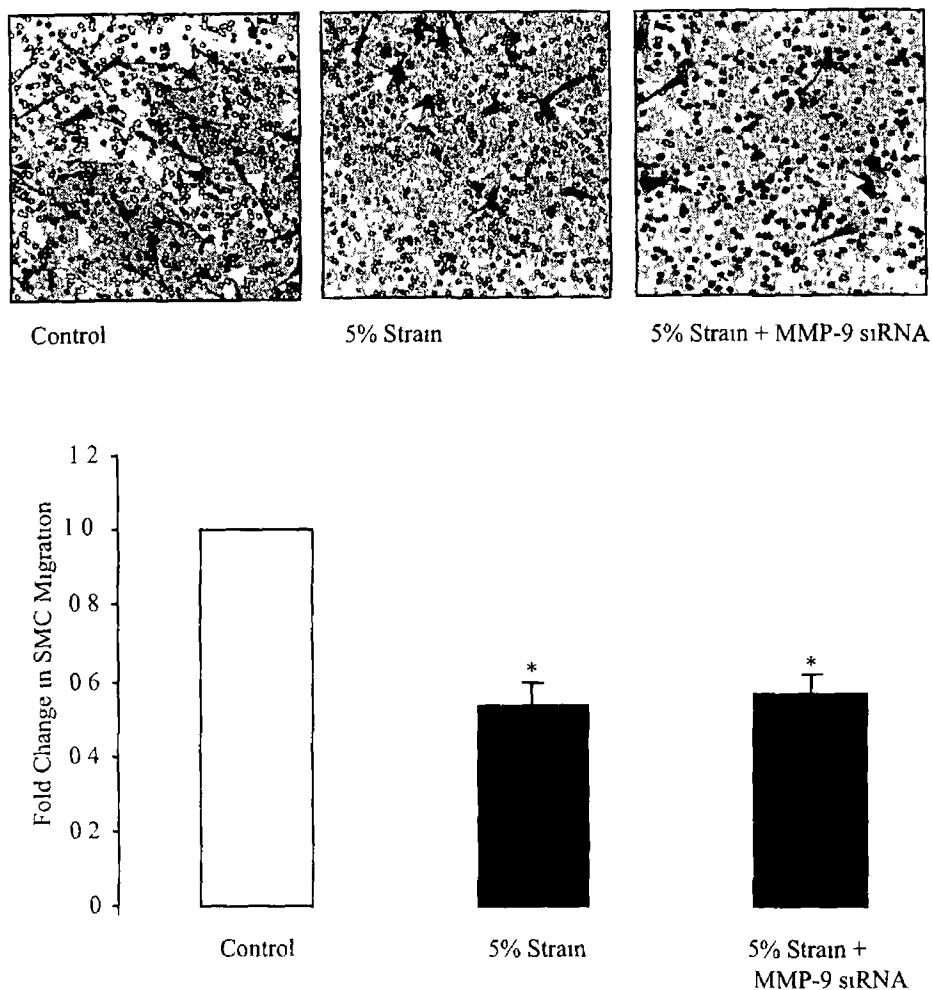 Control
5% Strain
5% Strain + MMP-9 siRNA
Fold Change in SMC Migration
1 2
1 0
0 8
0 6
0 4
0 2
0
*
*
Control
5% Strain
5% Strain +
MMP-9 siRNA